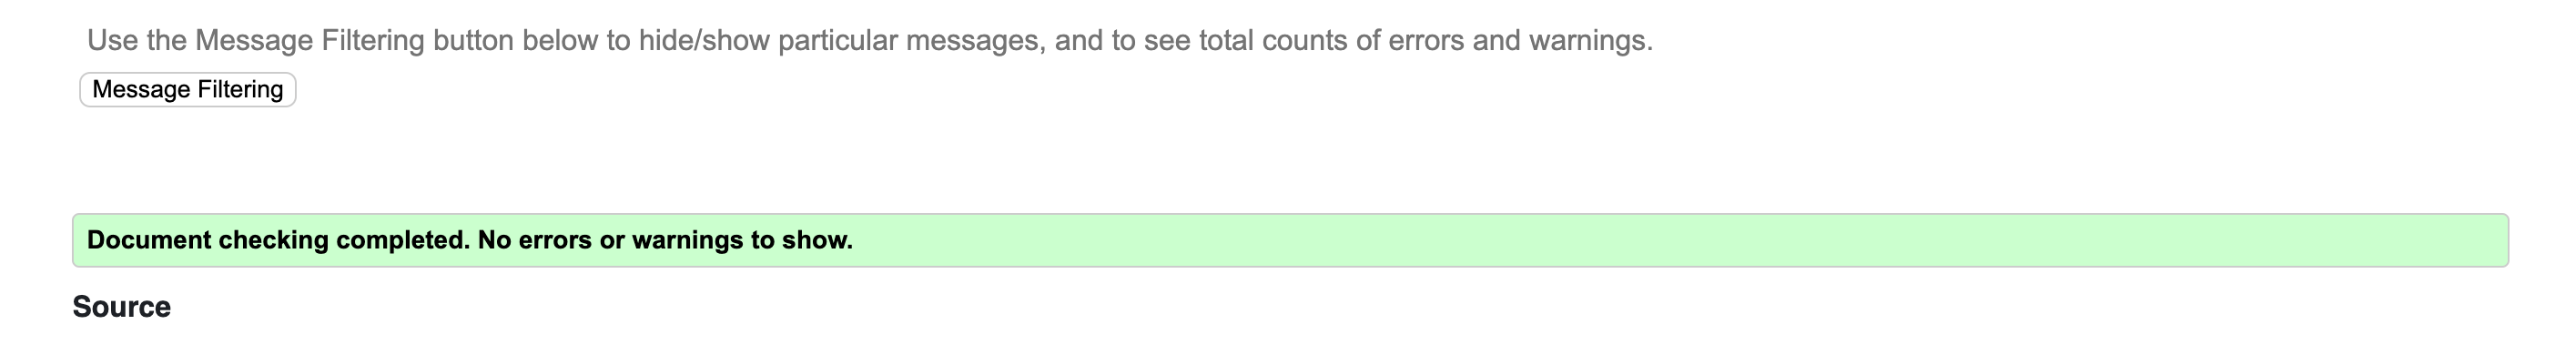 Use the Message Filtering button below to hide/show particular messages, and to see total counts of errors and warnings.
Message Filtering
Document checking completed. No errors or warnings to show.
Source